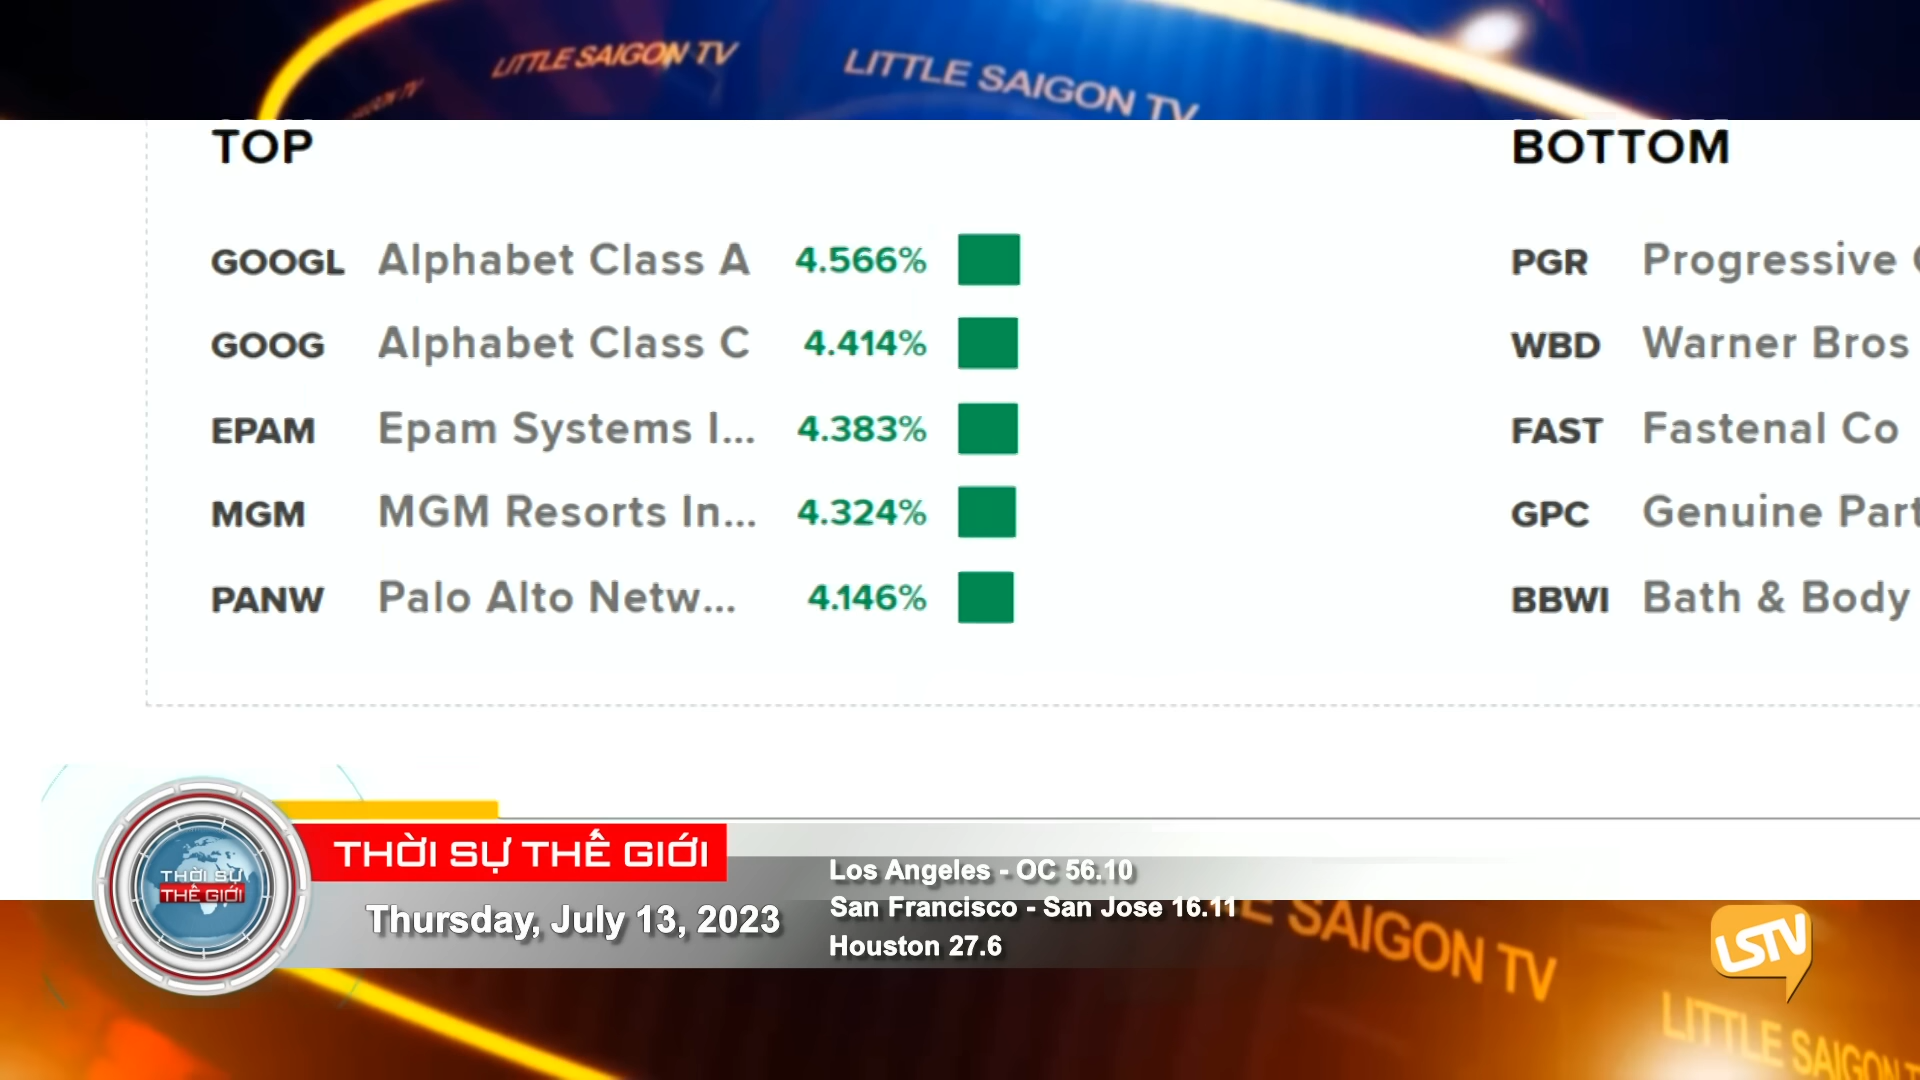 LITTLE SAIGON TV
LITTLE SAIGON TV
SAIGON TV
TOP
BOTTOM
GOOGL Alphabet Class A 4.566%
PGR Progressive
GOOG Alphabet Class C 4.414%
WBD Warner Bros
EPAM Epam Systems I... 4.383%
FAST Fastenal Co
MGM MGM Resorts In... 4.324%
GPC Genuine Part
PANW Palo Alto Netw... 4.146%
BBWI Bath & Body
THỜI SỰ THẾ GIỚI
THỜI SỰ
THẾ GIỚI
Thursday, July 13, 2023
Los Angeles - OC 56.10
San Francisco - San Jose 16.11
Houston 27.6
E SAIGON TV
LSTV
LITTLE SAIGON T